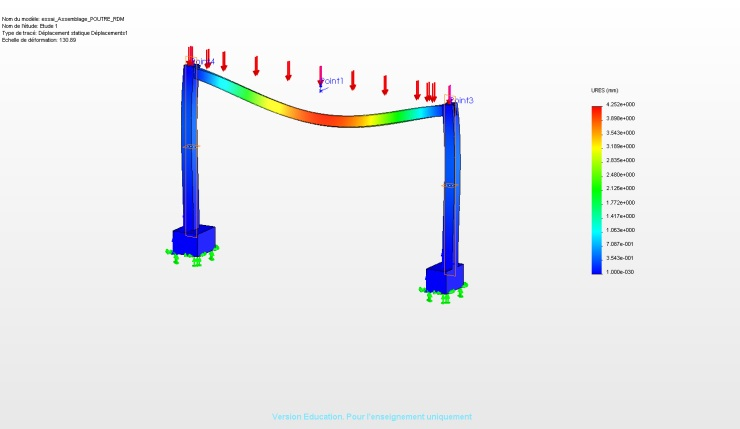 Nom du modèle: essai_Assemblage_POUTRE_RDM
Nom de l'étude: Etude 1
Type de tracé: Déplacement statique Déplacements1
Echelle de déformation: 130.89
Point4
Point1
Point3
URES (mm)
4.252e+000
3.898e+000
3.543e+000
3.189e+000
2.835e+000
2.480e+000
2.126e+000
1.772e+000
1.417e+000
1.063e+000
7.087e-001
3.543e-001
1.000e-030
Version Education. Pour l'enseignement uniquement